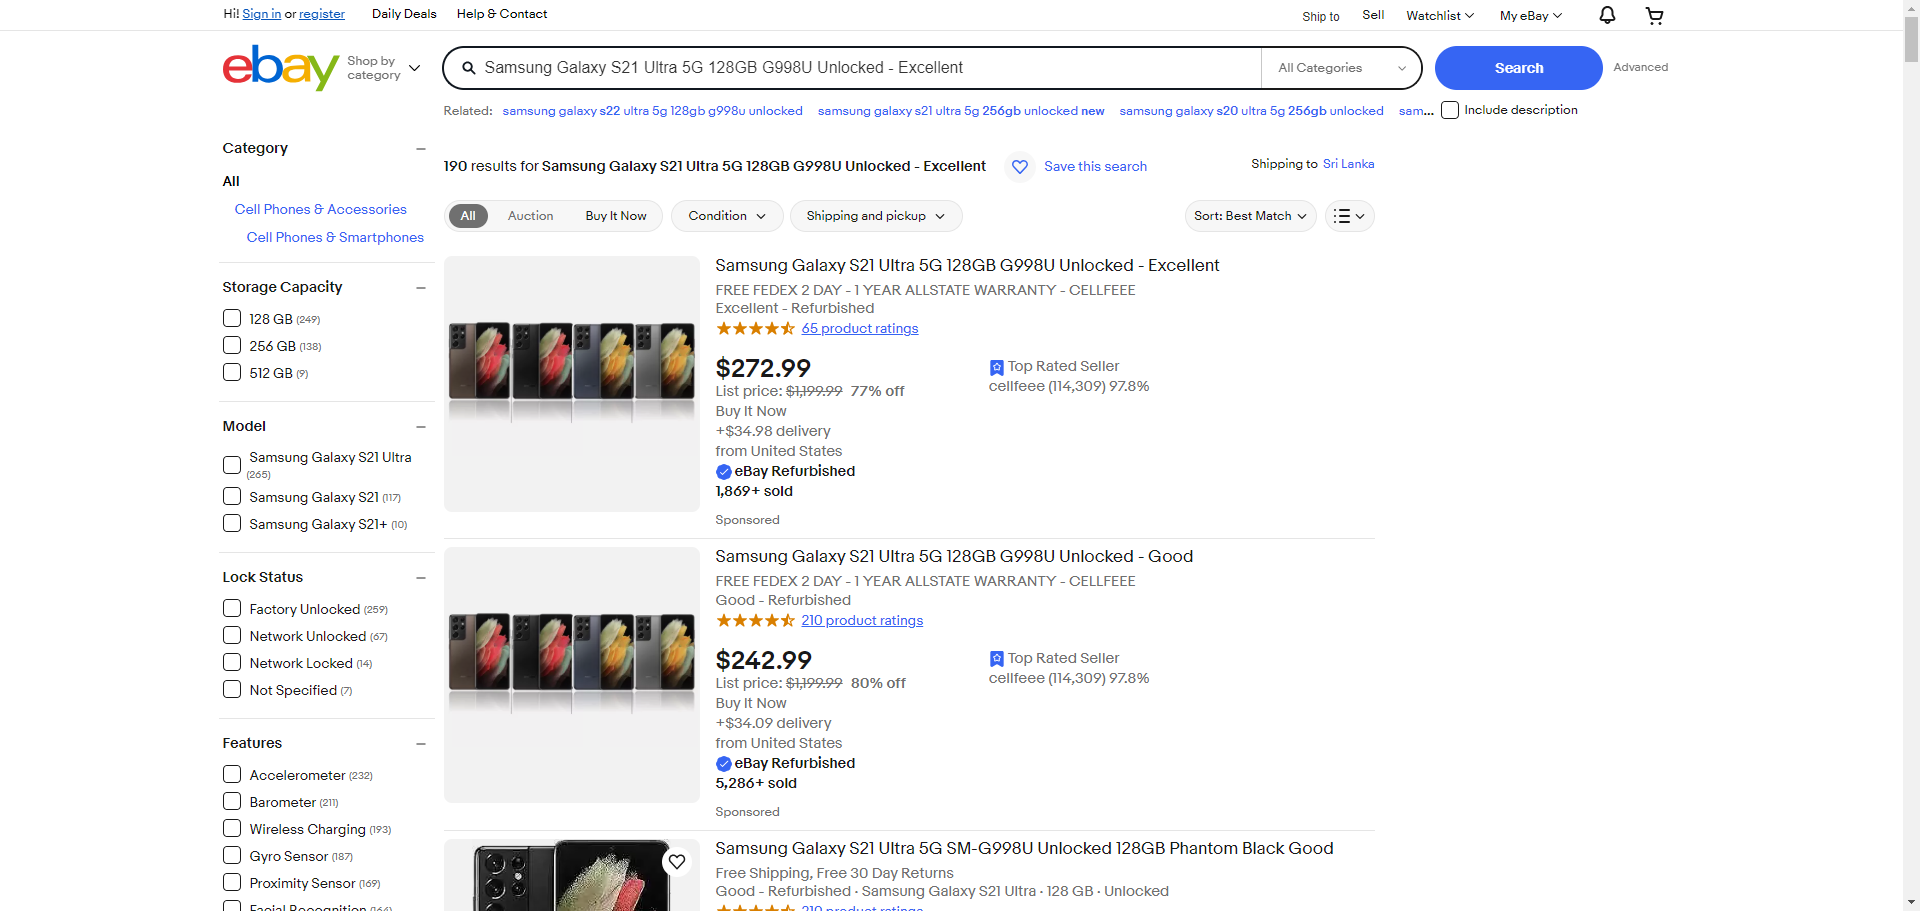 Hi! Sign in or register
Daily Deals
Help & Contact
Ship to
Sell
Watchlist
My eBay
ebay
Shop by category
Samsung Galaxy S21 Ultra 5G 128GB G998U Unlocked - Excellent
All Categories
Search
Advanced
Related: samsung galaxy s22 ultra 5g 128gb g998u unlocked samsung galaxy s21 ultra 5g 256gb unlocked new samsung galaxy s20 ultra 5g 256gb unlocked sam...
Include description
Category
All
Cell Phones & Accessories
Cell Phones & Smartphones
Storage Capacity
128 GB (249)
256 GB (138)
512 GB (9)
Model
Samsung Galaxy S21 Ultra
(265)
Samsung Galaxy S21 (117)
Samsung Galaxy S21+ (10)
Lock Status
Factory Unlocked (259)
Network Unlocked (67)
Network Locked (14)
Not Specified (7)
Features
Accelerometer (232)
Barometer (211)
Wireless Charging (193)
Gyro Sensor (187)
Proximity Sensor (169)
Facial Recognition (164)
190 results for Samsung Galaxy S21 Ultra 5G 128GB G998U Unlocked - Excellent
Save this search
Shipping to Sri Lanka
All
Auction
Buy It Now
Condition
Shipping and pickup
Sort: Best Match
Samsung Galaxy S21 Ultra 5G 128GB G998U Unlocked - Excellent
FREE FEDEX 2 DAY - 1 YEAR ALLSTATE WARRANTY - CELLFEEE
Excellent - Refurbished
65 product ratings
$272.99
List price: $1,199.99 77% off
Buy It Now
+$34.98 delivery
from United States
eBay Refurbished
1,869+ sold
Sponsored
Top Rated Seller
cellfeee (114,309) 97.8%
Samsung Galaxy S21 Ultra 5G 128GB G998U Unlocked - Good
FREE FEDEX 2 DAY - 1 YEAR ALLSTATE WARRANTY - CELLFEEE
Good - Refurbished
210 product ratings
$242.99
List price: $1,199.99 80% off
Buy It Now
+$34.09 delivery
from United States
eBay Refurbished
5,286+ sold
Sponsored
Top Rated Seller
cellfeee (114,309) 97.8%
Samsung Galaxy S21 Ultra 5G SM-G998U Unlocked 128GB Phantom Black Good
Free Shipping, Free 30 Day Returns
Good - Refurbished · Samsung Galaxy S21 Ultra · 128 GB · Unlocked
210 product ratings